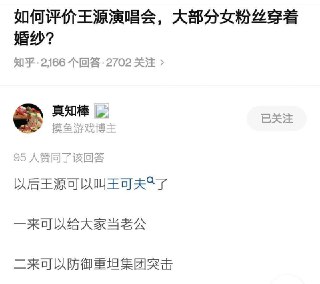 如何评价王源演唱会，大部分女粉丝穿着
婚纱？
知乎·2,166 个回答·2702 关注 >
真知棒
摸鱼游戏博主
已关注
95 人赞同了该回答
以后王源可以叫王可夫了
一来可以给大家当老公
二来可以防御重坦集团突击